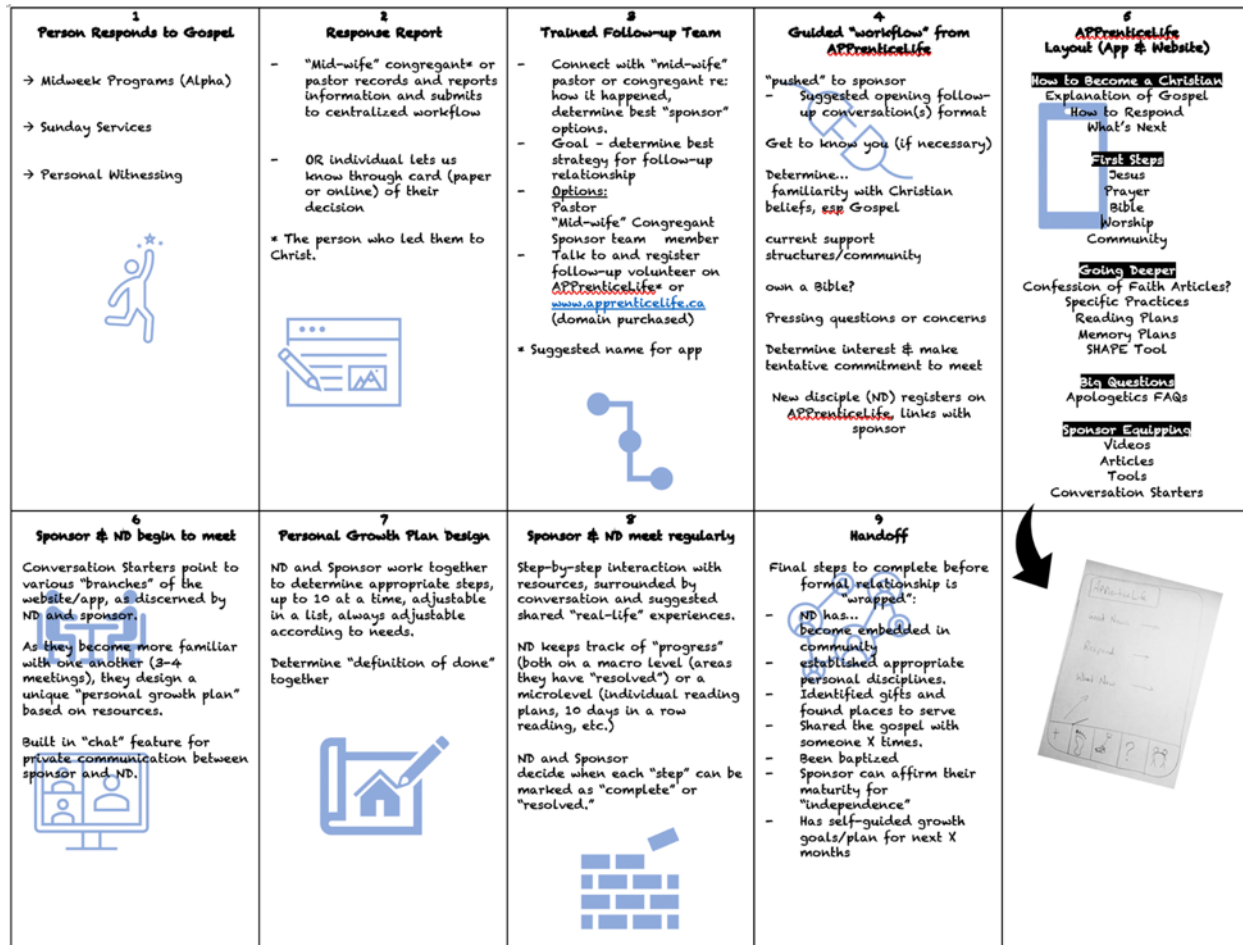 1
Person Responds to Gospel
→ Midweek Programs (Alpha)
→ Sunday Services
→ Personal Witnessing
2
Response Report
- "Mid-wife" congregant* or
pastor records and reports
information and submits
to centralized workflow
- OR individual lets us
know through card (paper
or online) of their
decision
* The person who led them to
Christ.
3
Trained Follow-up Team
- Connect with "mid-wife"
pastor or congregant re:
how it happened,
determine best "sponsor"
options.
- Goal – determine best
strategy for follow-up
relationship
- Options:
Pastor
"Mid-wife" Congregant
Sponsor team member
- Talk to and register
follow-up volunteer on
APPrenticeLife* or
www.apprenticelife.ca
(domain purchased)
* Suggested name for app
4
Guided "workflow" from
APPrenticeLife
"pushed" to sponsor
- Suggested opening follow-
up conversation(s) format
Get to know you (if necessary)
Determine...
familiarity with Christian
beliefs, esp Gospel
current support
structures/community
own a Bible?
Pressing questions or concerns
Determine interest & make
tentative commitment to meet
New disciple (ND) registers on
APPrenticeLife, links with
sponsor
5
APPrenticeLife
Layout (App & Website)
How to Become a Christian
Explanation of Gospel
How to Respond
What's Next
First Steps
Jesus
Prayer
Bible
Worship
Community
Going Deeper
Confession of Faith Articles?
Specific Practices
Reading Plans
Memory Plans
SHAPE Tool
Big Questions
Apologetics FAQs
Sponsor Equipping
Videos
Articles
Tools
Conversation Starters
6
Sponsor & ND begin to meet
Conversation Starters point to
various "branches" of the
website/app, as discerned by
ND and sponsor.
As they become more familiar
with one another (3-4
meetings), they design a
unique "personal growth plan"
based on resources.
Built in "chat" feature for
private communication between
sponsor and ND.
7
Personal Growth Plan Design
ND and Sponsor work together
to determine appropriate steps,
up to 10 at a time, adjustable
in a list, always adjustable
according to needs.
Determine "definition of done"
together
8
Sponsor & ND meet regularly
Step-by-step interaction with
resources, surrounded by
conversation and suggested
shared "real-life" experiences.
ND keeps track of "progress"
(both on a macro level (areas
they have "resolved") or a
microlevel (individual reading
plans, 10 days in a row
reading, etc.)
ND and Sponsor
decide when each "step" can be
marked as "complete" or
"resolved."
9
Handoff
Final steps to complete before
formal relationship is
"wrapped":
- ND has...
become embedded in
community
- established appropriate
personal disciplines.
- Identified gifts and
found places to serve
- Shared the gospel with
someone X times.
- Been baptized
- Sponsor can affirm their
maturity for
"independence"
- Has self-guided growth
goals/plan for next X
months
APPrenticeLife
Good News →
Respond →
What Now →
?